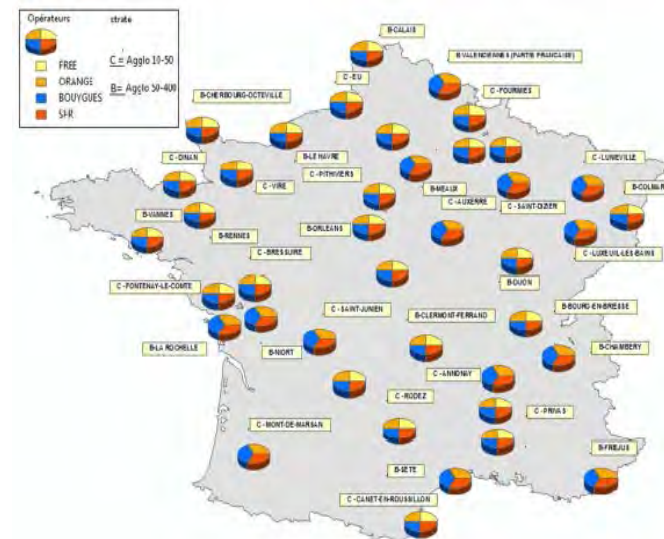 Opérateurs
strate
FREE
ORANGE
BOUYGUES
SFR
C = Agglo 10-50
B= Agglo 50-400
B-CALAIS
B-VALENCIENNES (PARTIE FRANCAISE)
C -EU
C -FOURMIES
B-CHERBOURG-OCTEVILLE
C -DINAN
B-LE HAVRE
C -LUNEVILLE
C -VIRE
C -PITHIVIERS
B-MEAUX
B-COLMAR
C -AUXERRE
C -SAINT-DIZIER
B-VANNES
B-RENNES
B-ORLEANS
C -BRESSUIRE
C -LUXEUIL-LES-BAINS
B-DIJON
C -FONTENAY-LE-COMTE
C -SAINT-JUNIEN
B-CLERMONT-FERRAND
B-BOURG-EN-BRESSE
B-LA ROCHELLE
B-NIORT
B-CHAMBERY
C -ANNONAY
C -RODEZ
C -PRIVAS
C -MONT-DE-MARSAN
B-SETE
B-FREJUS
C -CANET-EN-ROUSSILLON